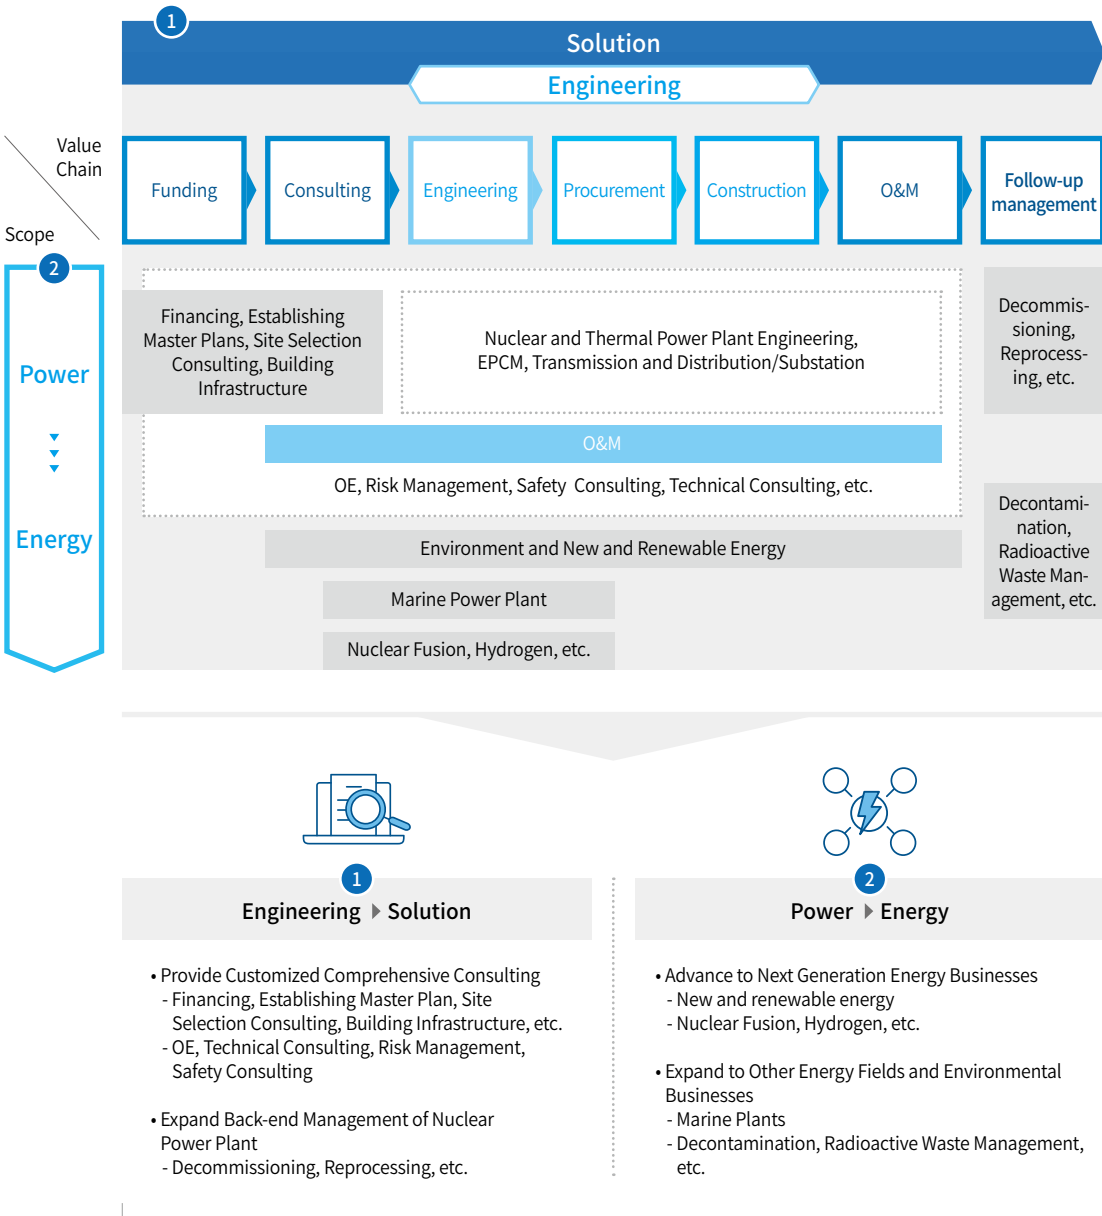 1
Solution
Engineering
Value
Chain
Scope
Funding
Consulting
Engineering
Procurement
Construction
O&M
Follow-up
management
2
Power
Energy
Financing, Establishing
Master Plans, Site Selection
Consulting, Building
Infrastructure
Nuclear and Thermal Power Plant Engineering,
EPCM, Transmission and Distribution/Substation
Decommis-
sioning,
Reprocess-
ing, etc.
O&M
OE, Risk Management, Safety Consulting, Technical Consulting, etc.
Decontami-
nation,
Radioactive
Waste Man-
agement, etc.
Environment and New and Renewable Energy
Marine Power Plant
Nuclear Fusion, Hydrogen, etc.
1
Engineering ▶ Solution
• Provide Customized Comprehensive Consulting
- Financing, Establishing Master Plan, Site
Selection Consulting, Building Infrastructure, etc.
- OE, Technical Consulting, Risk Management,
Safety Consulting
• Expand Back-end Management of Nuclear
Power Plant
- Decommissioning, Reprocessing, etc.
2
Power ▶ Energy
• Advance to Next Generation Energy Businesses
- New and renewable energy
- Nuclear Fusion, Hydrogen, etc.
• Expand to Other Energy Fields and Environmental
Businesses
- Marine Plants
- Decontamination, Radioactive Waste Management,
etc.